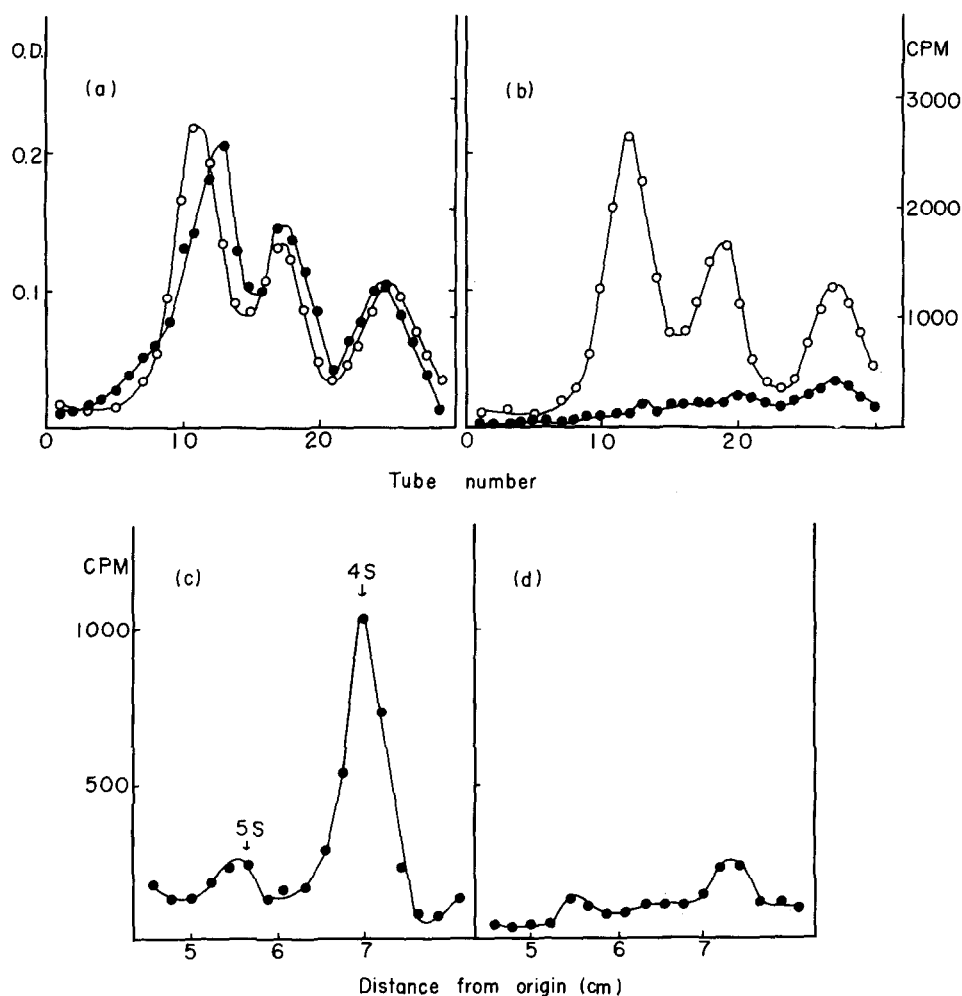 O.D.
(a)
0.2
0.1
0 10 20
(b)
CPM
3000
2000
1000
0 10 20
Tube number
CPM
(c)
4S
↓
1000
500
5S
↓
5 6 7
(d)
5 6 7
Distance from origin (cm)